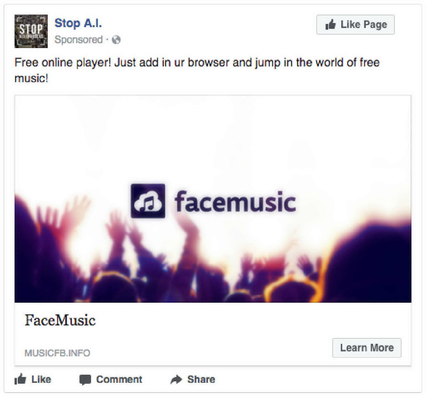 Stop A.I.
Like Page
Sponsored ·
Free online player! Just add in ur browser and jump in the world of free
music!
facemusic
FaceMusic
MUSICFB.INFO
Learn More
Like Comment Share